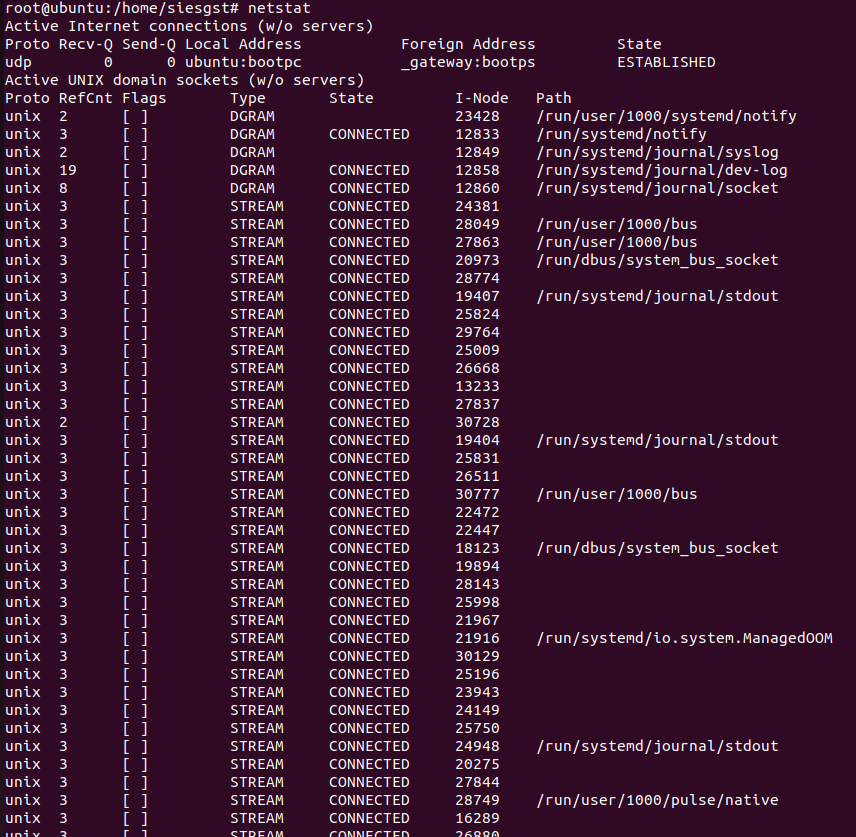 root@ubuntu:/home/siesgst# netstat
Active Internet connections (w/o servers)
Proto Recv-Q Send-Q Local Address           Foreign Address         State
udp        0      0 ubuntu:bootpc           _gateway:bootps         ESTABLISHED
Active UNIX domain sockets (w/o servers)
Proto RefCnt Flags       Type       State         I-Node   Path
unix  2      [ ]         DGRAM                    23428    /run/user/1000/systemd/notify
unix  3      [ ]         DGRAM      CONNECTED     12833    /run/systemd/notify
unix  2      [ ]         DGRAM                    12849    /run/systemd/journal/syslog
unix  19     [ ]         DGRAM      CONNECTED     12858    /run/systemd/journal/dev-log
unix  8      [ ]         DGRAM      CONNECTED     12860    /run/systemd/journal/socket
unix  3      [ ]         STREAM     CONNECTED     24381
unix  3      [ ]         STREAM     CONNECTED     28049    /run/user/1000/bus
unix  3      [ ]         STREAM     CONNECTED     27863    /run/user/1000/bus
unix  3      [ ]         STREAM     CONNECTED     20973    /run/dbus/system_bus_socket
unix  3      [ ]         STREAM     CONNECTED     28774
unix  3      [ ]         STREAM     CONNECTED     19407    /run/systemd/journal/stdout
unix  3      [ ]         STREAM     CONNECTED     25824
unix  3      [ ]         STREAM     CONNECTED     29764
unix  3      [ ]         STREAM     CONNECTED     25009
unix  3      [ ]         STREAM     CONNECTED     26668
unix  3      [ ]         STREAM     CONNECTED     13233
unix  3      [ ]         STREAM     CONNECTED     27837
unix  2      [ ]         STREAM     CONNECTED     30728
unix  3      [ ]         STREAM     CONNECTED     19404    /run/systemd/journal/stdout
unix  3      [ ]         STREAM     CONNECTED     25831
unix  3      [ ]         STREAM     CONNECTED     26511
unix  3      [ ]         STREAM     CONNECTED     30777    /run/user/1000/bus
unix  3      [ ]         STREAM     CONNECTED     22472
unix  3      [ ]         STREAM     CONNECTED     22447
unix  3      [ ]         STREAM     CONNECTED     18123    /run/dbus/system_bus_socket
unix  3      [ ]         STREAM     CONNECTED     19894
unix  3      [ ]         STREAM     CONNECTED     28143
unix  3      [ ]         STREAM     CONNECTED     25998
unix  3      [ ]         STREAM     CONNECTED     21967
unix  3      [ ]         STREAM     CONNECTED     21916    /run/systemd/io.system.ManagedOOM
unix  3      [ ]         STREAM     CONNECTED     30129
unix  3      [ ]         STREAM     CONNECTED     25196
unix  3      [ ]         STREAM     CONNECTED     23943
unix  3      [ ]         STREAM     CONNECTED     24149
unix  3      [ ]         STREAM     CONNECTED     25750
unix  3      [ ]         STREAM     CONNECTED     24948    /run/systemd/journal/stdout
unix  3      [ ]         STREAM     CONNECTED     20275
unix  3      [ ]         STREAM     CONNECTED     27844
unix  3      [ ]         STREAM     CONNECTED     28749    /run/user/1000/pulse/native
unix  3      [ ]         STREAM     CONNECTED     16289
unix  3      [ ]         STREAM     CONNECTED     26880